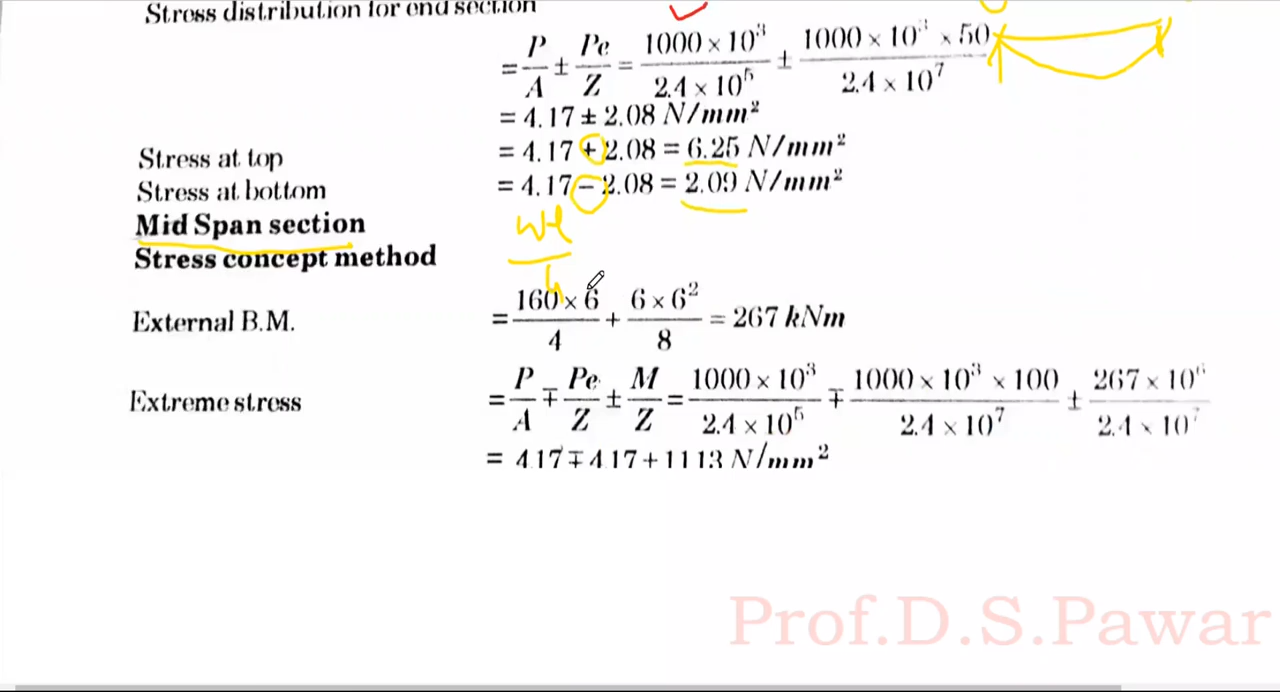 Stress distribution for end section
= P/A ± Pe/Z = 1000 × 10³ / 2.4 × 10⁵ ± 1000 × 10³ × 50 / 2.4 × 10⁷
= 4.17 ± 2.08 N/mm²
Stress at top = 4.17 + 2.08 = 6.25 N/mm²
Stress at bottom = 4.17 − 2.08 = 2.09 N/mm²
Mid Span section
wl/4
Stress concept method
External B.M. = 160 × 6 / 4 + 6 × 6² / 8 = 267 kNm
Extreme stress = P/A ∓ Pe/Z ± M/Z = 1000 × 10³ / 2.4 × 10⁵ ∓ 1000 × 10³ × 100 / 2.4 × 10⁷ ± 267 × 10⁶ / 2.4 × 10⁷
= 4.17 ∓ 4.17 + 11.13 N/mm²
Prof.D.S.Pawar